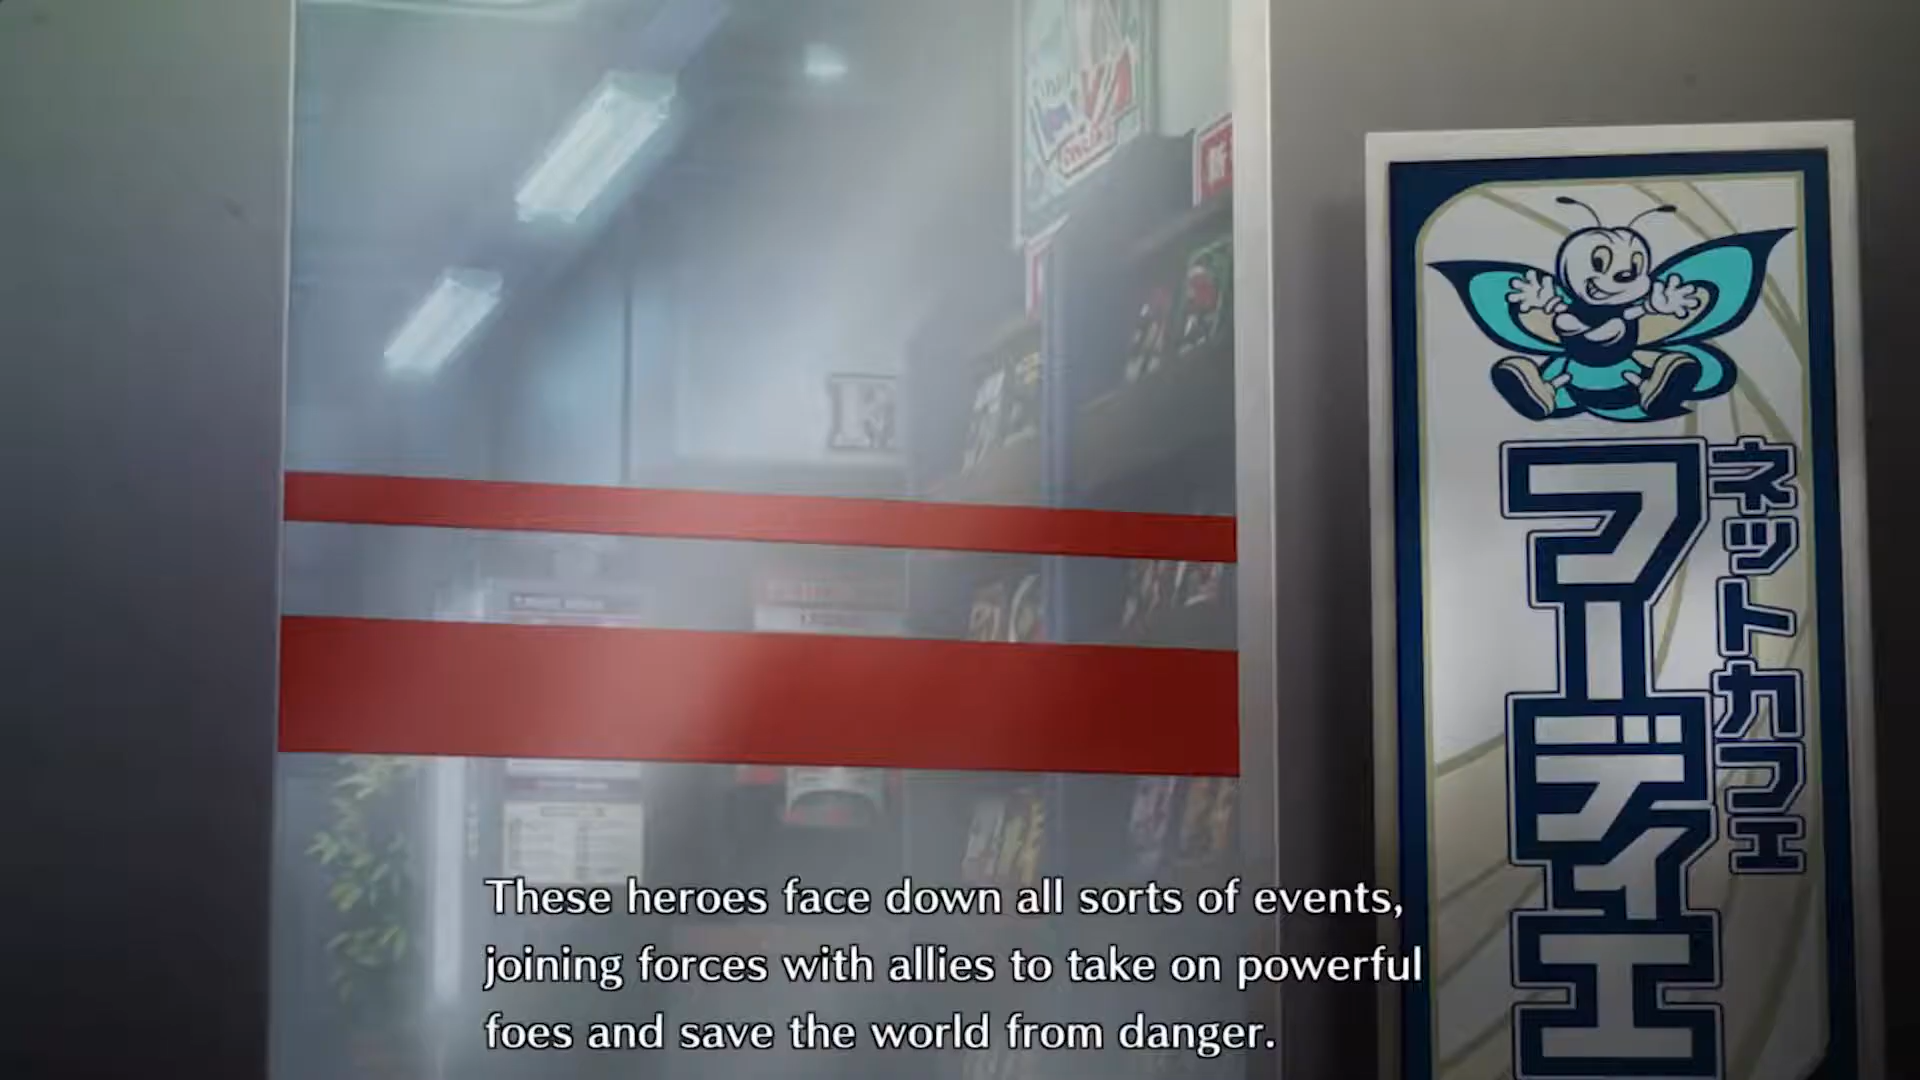 新
E
ネットカフェ
フーディエ
These heroes face down all sorts of events,
joining forces with allies to take on powerful
foes and save the world from danger.